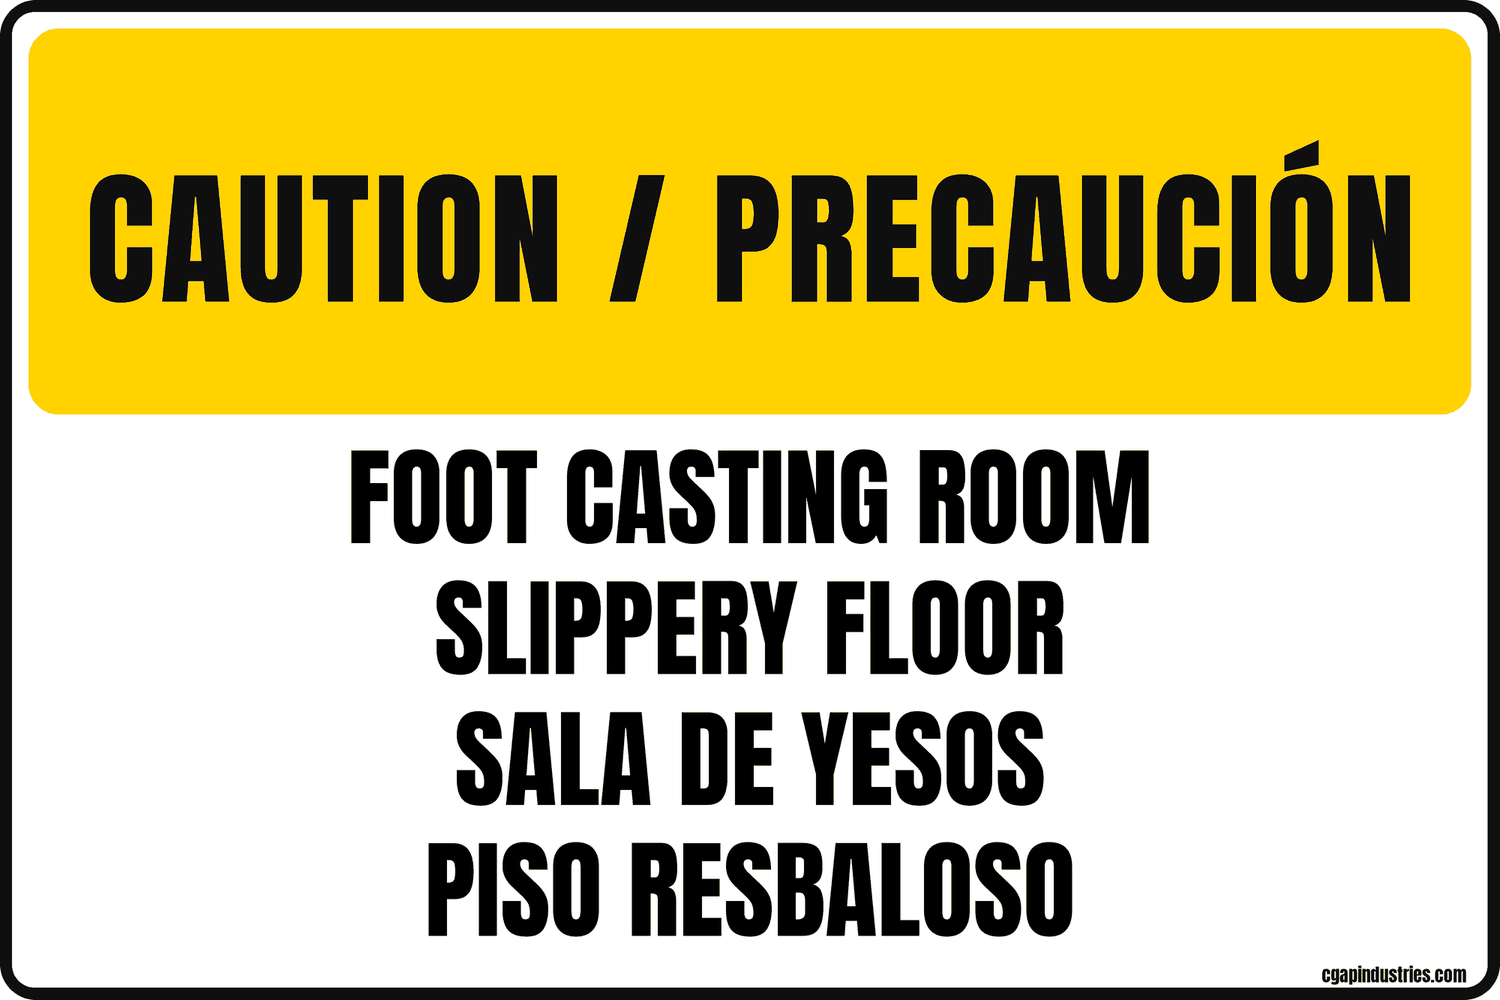 CAUTION / PRECAUCIÓN
FOOT CASTING ROOM
SLIPPERY FLOOR
SALA DE YESOS
PISO RESBALOSO
cgapindustries.com